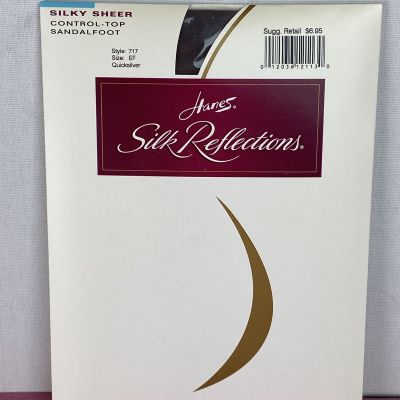 SILKY SHEER
CONTROL-TOP
SANDALFOOT
Style: 717
Size: EF
Quicksilver
Sugg. Retail $6.95
Hanes®
Silk Reflections®